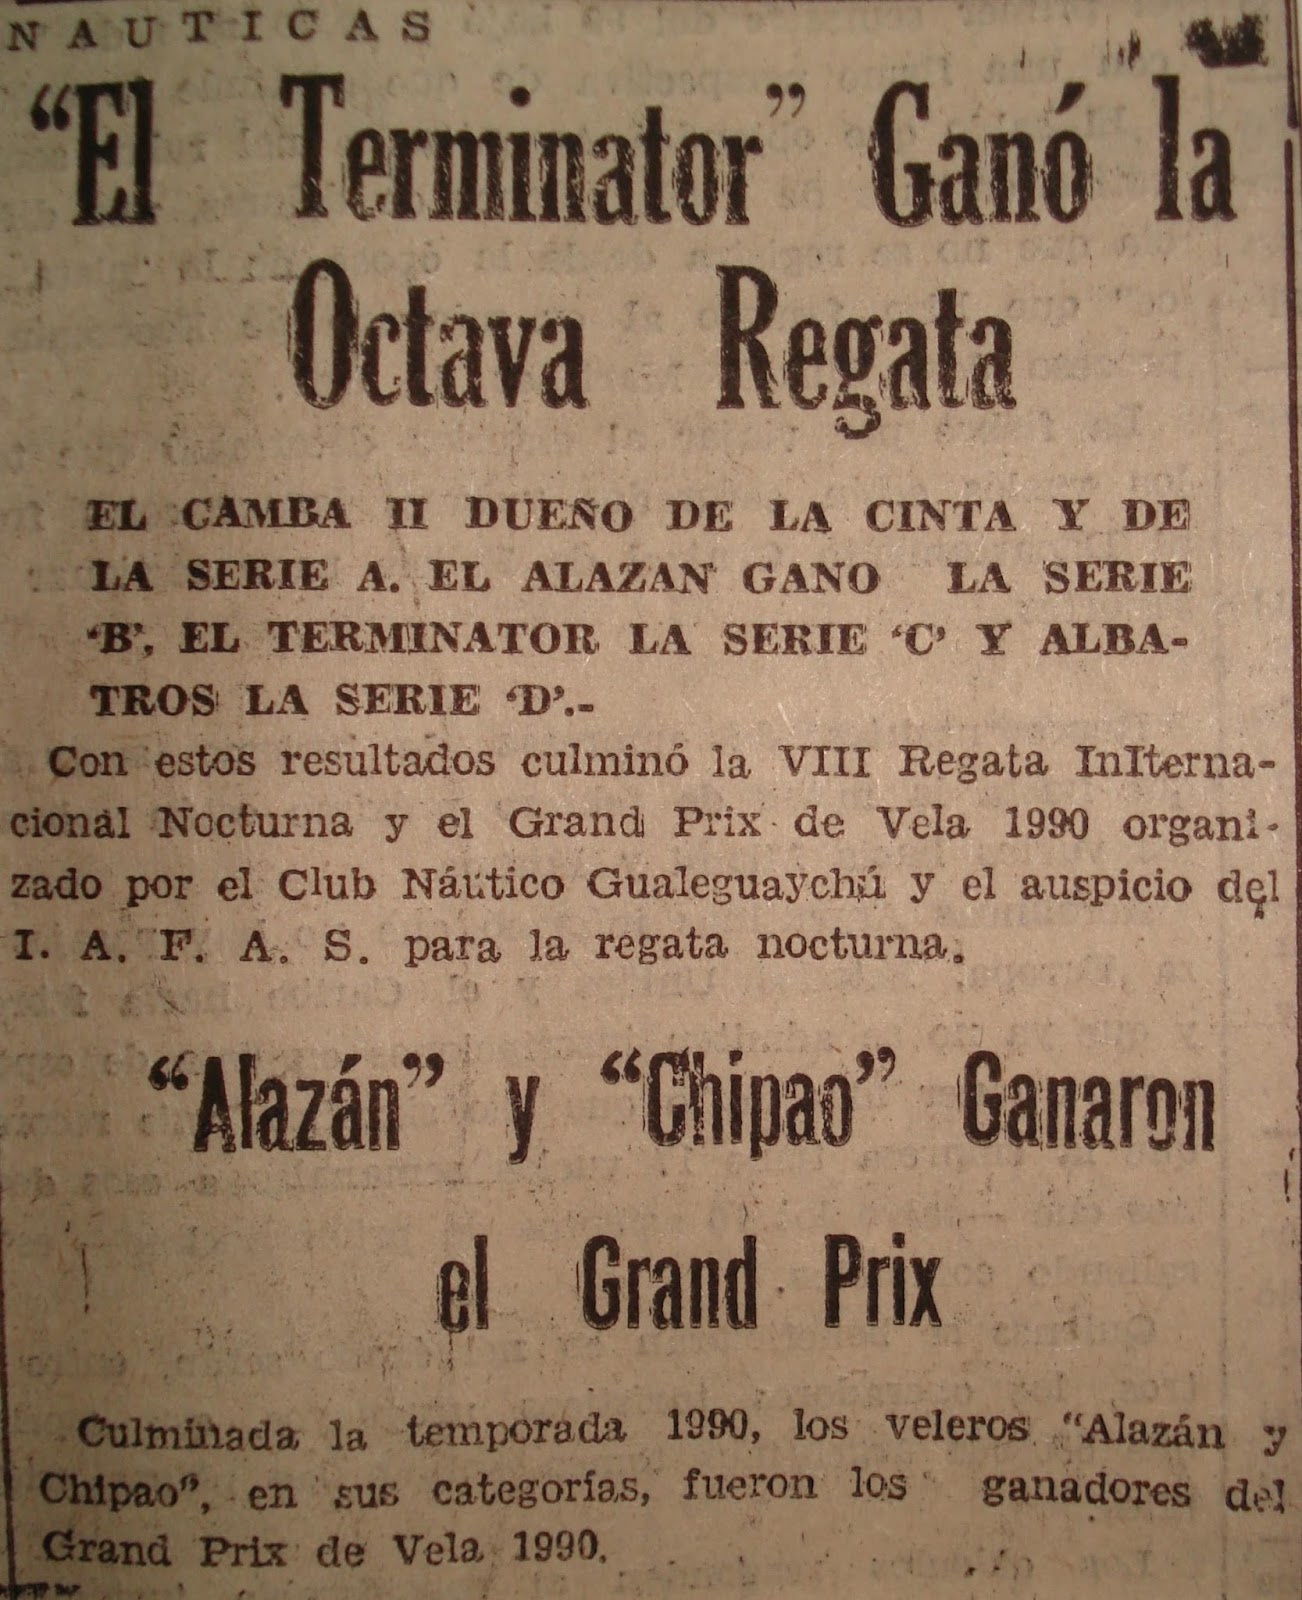 NAUTICAS
"El Terminator" Ganó la
Octava Regata
EL CAMBA II DUEÑO DE LA CINTA Y DE
LA SERIE A. EL ALAZAN GANO LA SERIE
'B', EL TERMINATOR LA SERIE 'C' Y ALBA-
TROS LA SERIE 'D'.-
Con estos resultados culminó la VIII Regata InIterna-
cional Nocturna y el Grand Prix de Vela 1990 organi-
zado por el Club Náutico Gualeguaychú y el auspicio del
I. A. F. A. S. para la regata nocturna.
"Alazán" y "Chipao" Ganaron
el Grand Prix
Culminada la temporada 1990, los veleros "Alazán y
Chipao", en sus categorías, fueron los ganadores del
Grand Prix de Vela 1990.